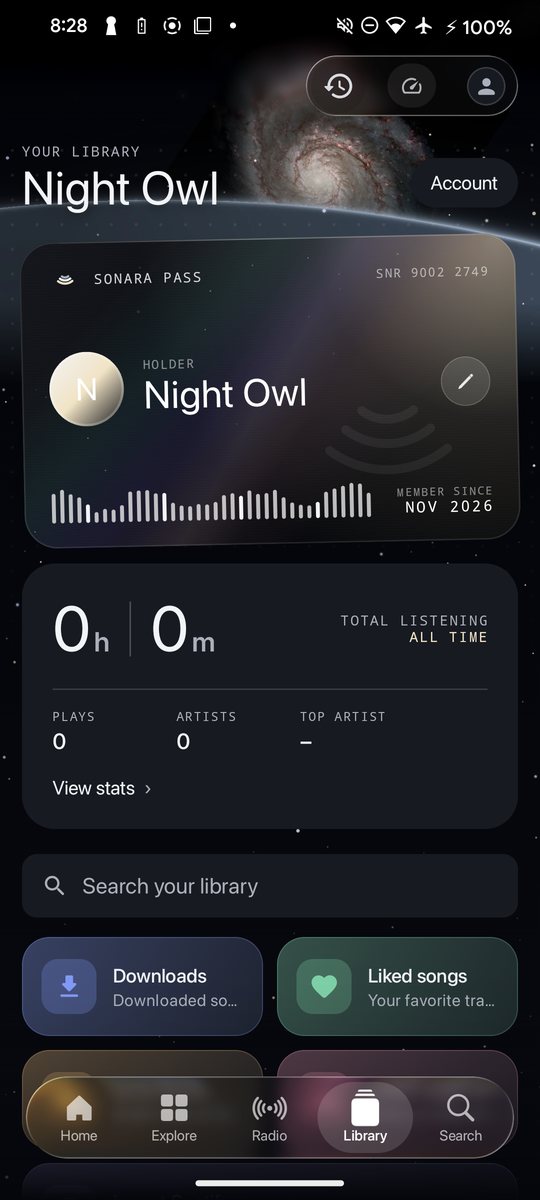 8:28
100%
YOUR LIBRARY
Night Owl
Account
SONARA PASS
SNR 9002 2749
N
HOLDER
Night Owl
MEMBER SINCE
NOV 2026
0h
0m
TOTAL LISTENING
ALL TIME
PLAYS
ARTISTS
TOP ARTIST
0
0
–
View stats ›
Search your library
Downloads
Downloaded so…
Liked songs
Your favorite tra…
Home
Explore
Radio
Library
Search